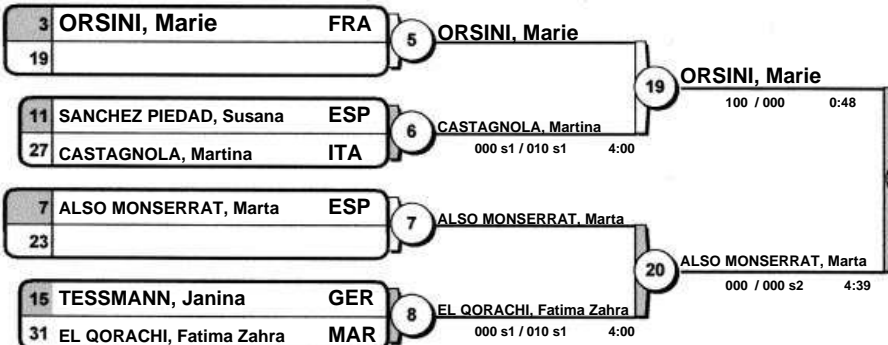 3 ORSINI, Marie FRA
19
5 ORSINI, Marie
11 SANCHEZ PIEDAD, Susana ESP
27 CASTAGNOLA, Martina ITA
6 CASTAGNOLA, Martina
000 s1 / 010 s1 4:00
19 ORSINI, Marie
100 / 000 0:48
7 ALSO MONSERRAT, Marta ESP
23
7 ALSO MONSERRAT, Marta
15 TESSMANN, Janina GER
31 EL QORACHI, Fatima Zahra MAR
8 EL QORACHI, Fatima Zahra
000 s1 / 010 s1 4:00
20 ALSO MONSERRAT, Marta
000 / 000 s2 4:39